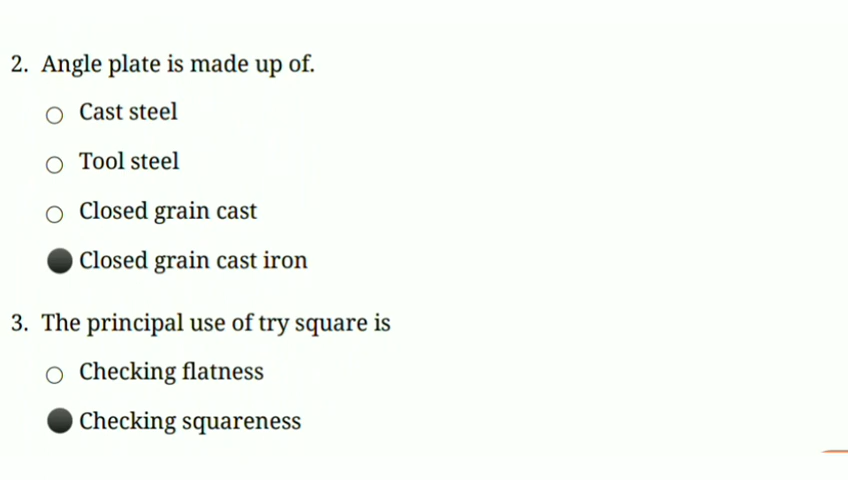 2. Angle plate is made up of.
Cast steel
Tool steel
Closed grain cast
Closed grain cast iron
3. The principal use of try square is
Checking flatness
Checking squareness